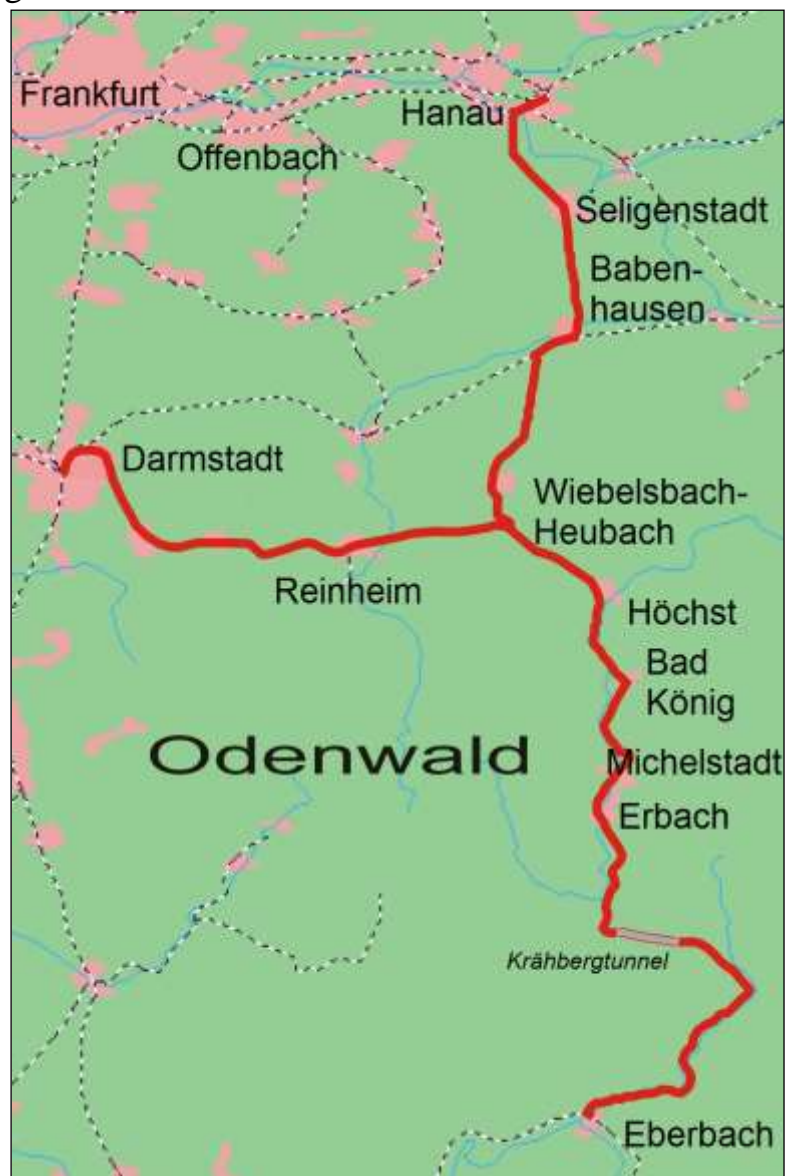 Frankfurt
Hanau
Offenbach
Seligenstadt
Baben-
hausen
Darmstadt
Wiebelsbach-
Heubach
Reinheim
Höchst
Bad
König
Odenwald
Michelstadt
Erbach
Krähbergtunnel
Eberbach